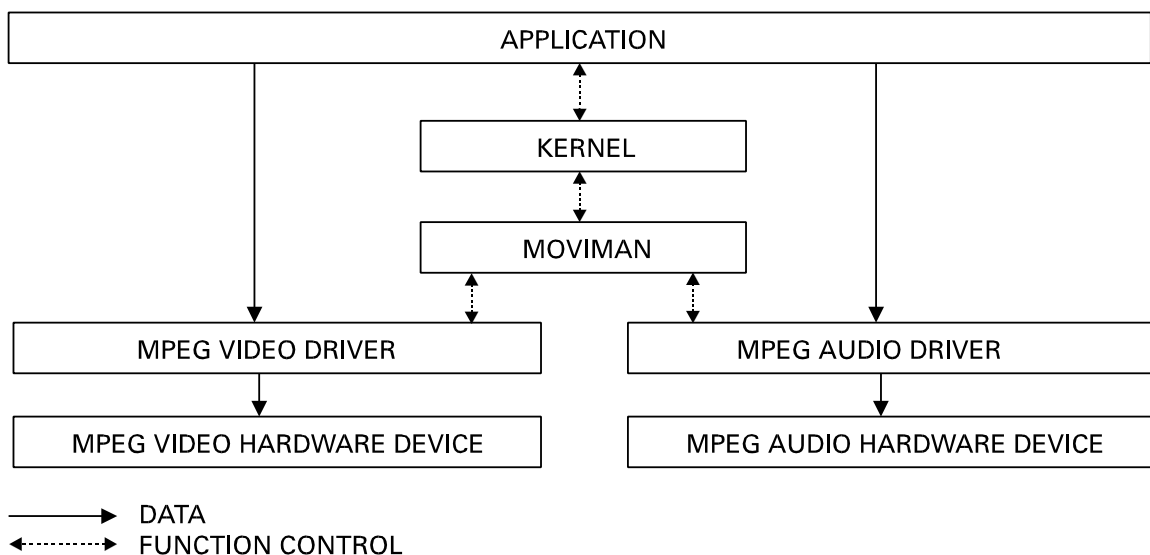 APPLICATION
KERNEL
MOVIMAN
MPEG VIDEO DRIVER
MPEG AUDIO DRIVER
MPEG VIDEO HARDWARE DEVICE
MPEG AUDIO HARDWARE DEVICE
DATA
FUNCTION CONTROL